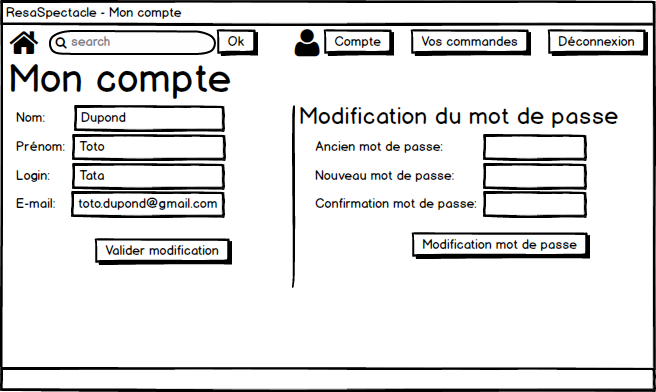 ResaSpectacle - Mon compte
search
Ok
Compte
Vos commandes
Déconnexion
Mon compte
Nom:
Dupond
Prénom:
Toto
Login:
Tata
E-mail:
toto.dupond@gmail.com
Valider modification
Modification du mot de passe
Ancien mot de passe:
Nouveau mot de passe:
Confirmation mot de passe:
Modification mot de passe